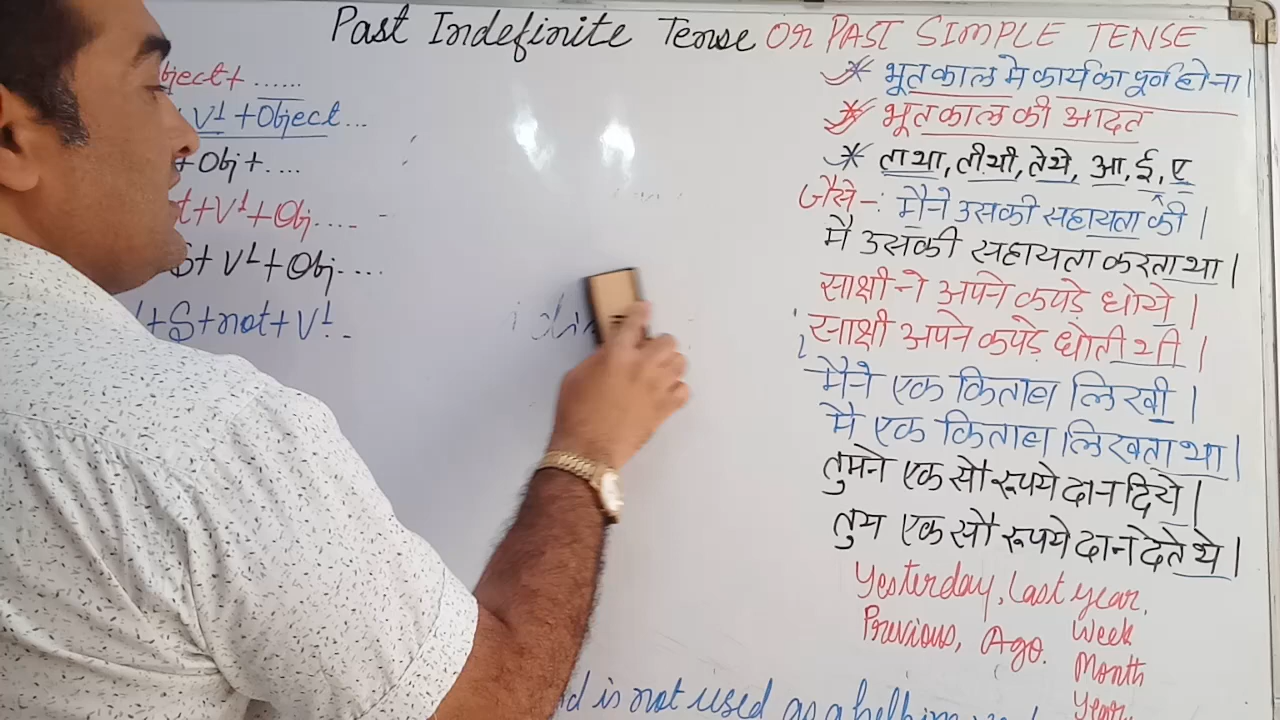 Past Indefinite Tense OR PAST SIMPLE TENSE
bject + ......
V¹ + Object ...
+ Obj + ....
t + V¹ + Obj ....
S + V¹ + Obj ....
+ S + not + V¹ ..
* भूतकाल मे कार्य का पूर्ण होना।
* भूतकाल की आदत
* ता था, ती थी, ते थे, आ, ई, ए
जैसे -: मैने उसकी सहायता की।
मै उसकी सहायता करता था।
साक्षी ने अपने कपड़े धोये।
साक्षी अपने कपड़े धोती थी।
मैने एक किताब लिखी।
मै एक किताब लिखता था।
तुमने एक सौ रूपये दान दिये।
तुम एक सौ रूपये दान देते थे।
Yesterday, Last year,
Previous, Ago. Week
Month
Year
d is not used as a